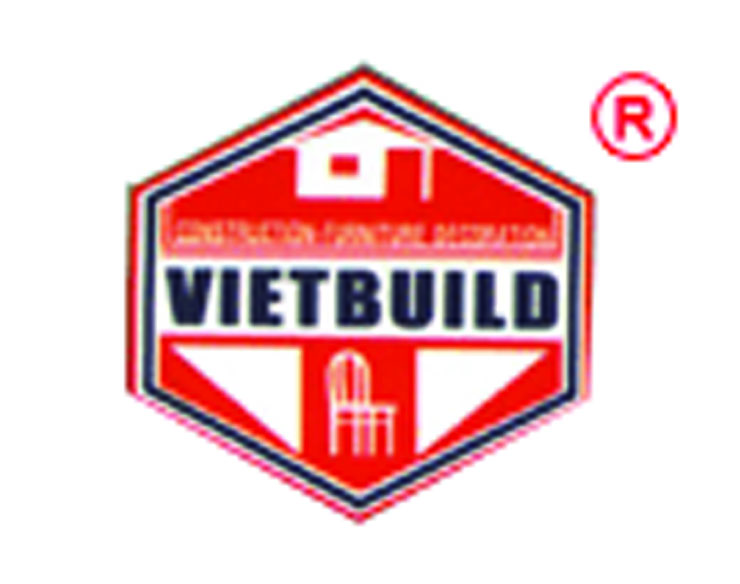 ®
CONSTRUCTION FURNITURE DECORATION
VIETBUILD